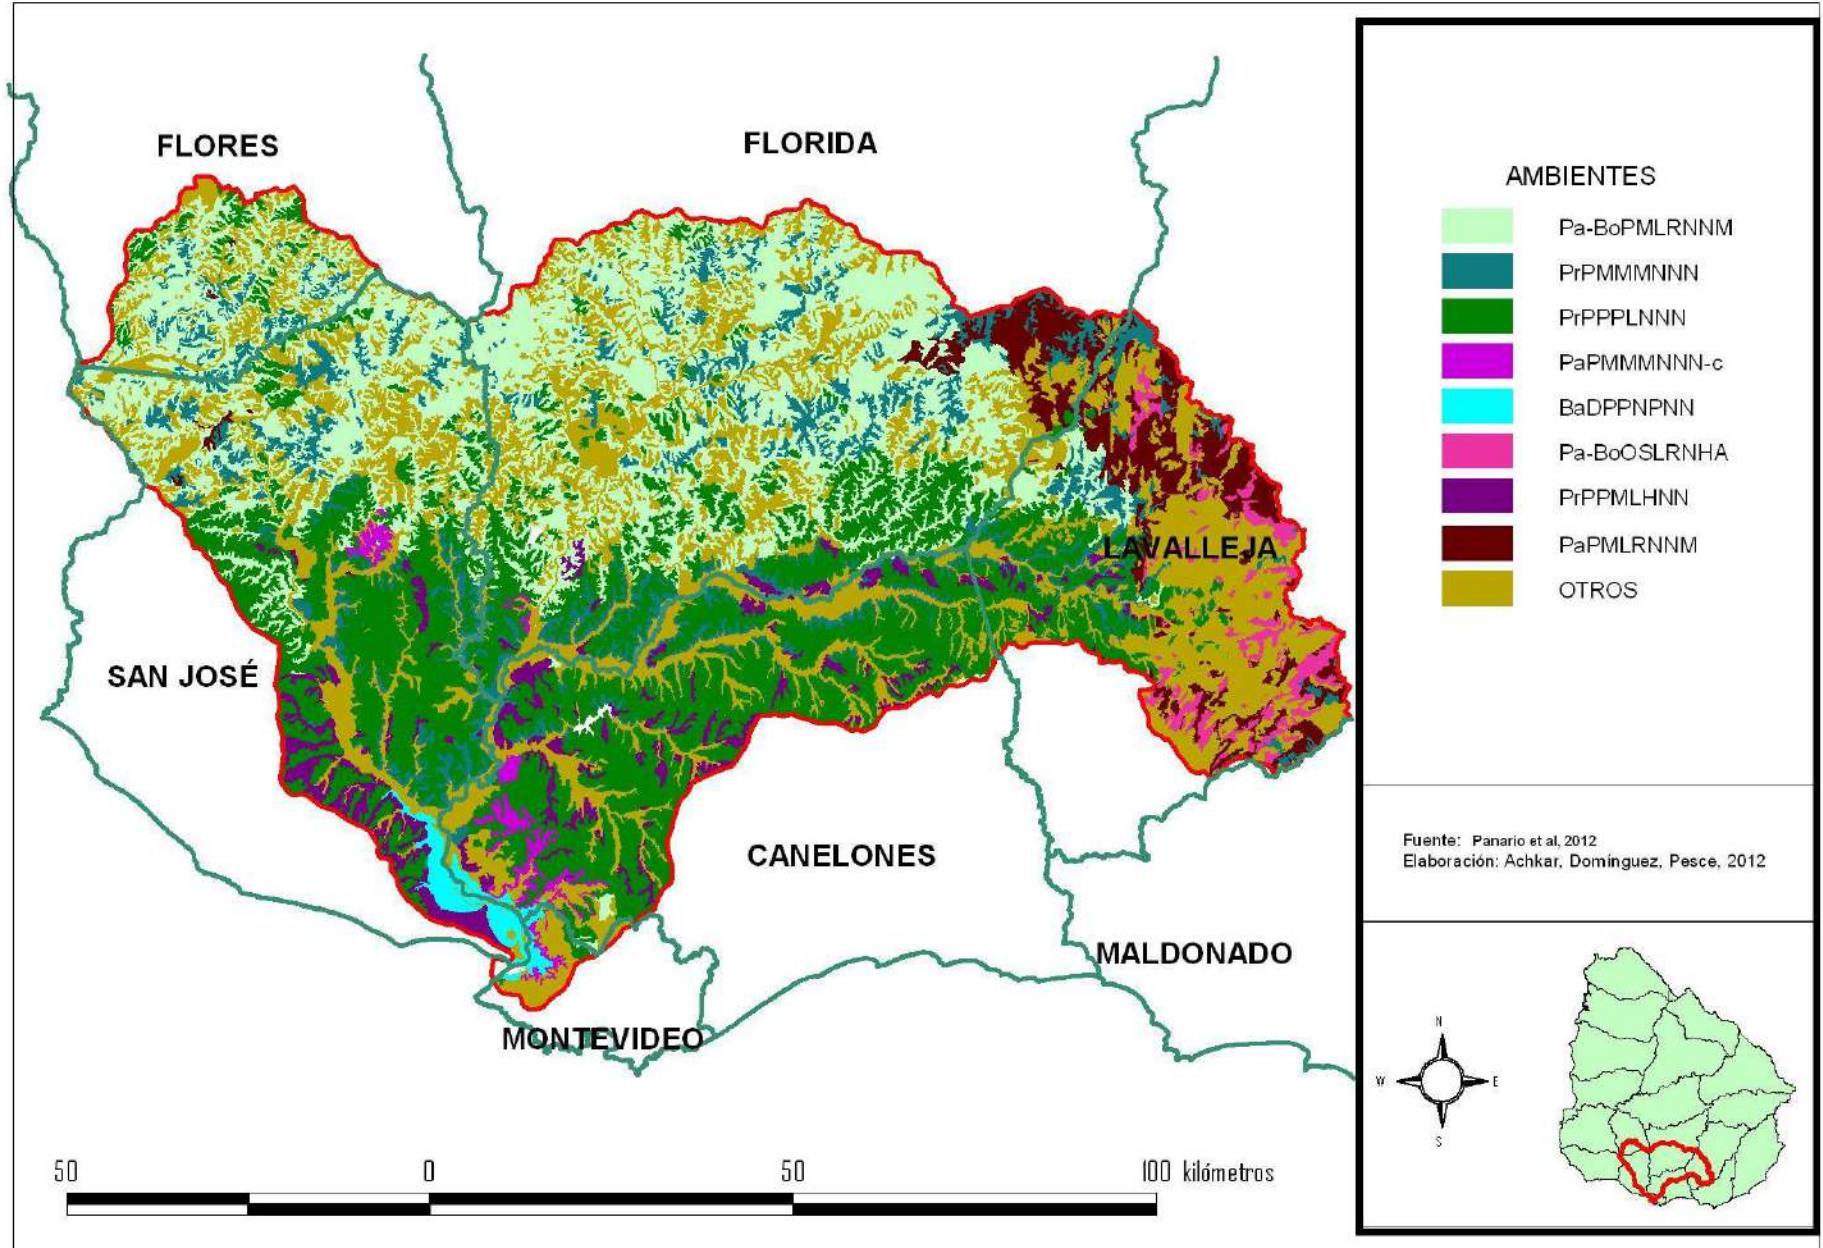 FLORES
FLORIDA
LAVALLEJA
SAN JOSÉ
CANELONES
MALDONADO
MONTEVIDEO
50 0 50 100 kilómetros
AMBIENTES
Pa-BoPMLRNNM
PrPMMMNNN
PrPPPLNNN
PaPMMMNNN-c
BaDPPNPNN
Pa-BoOSLRNHA
PrPPMLHNN
PaPMLRNNM
OTROS
Fuente: Panario et al, 2012
Elaboración: Achkar, Domínguez, Pesce, 2012
N
W E
S